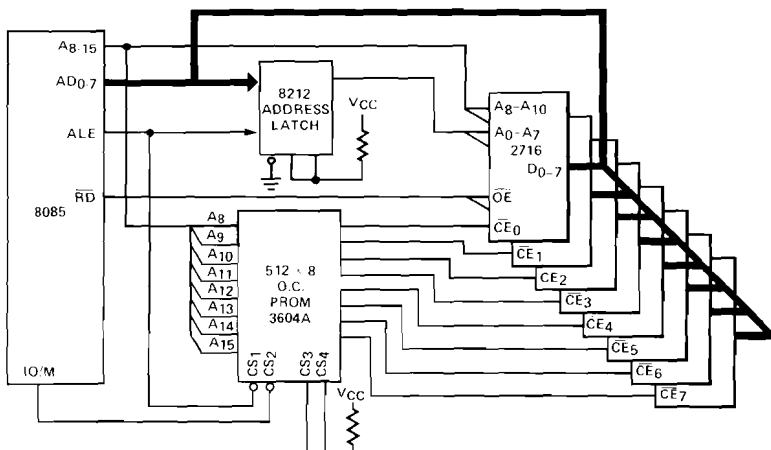 A8-15
AD0-7
ALE
RD
8085
IO/M
8212
ADDRESS
LATCH
VCC
A8
A9
A10
A11
A12
A13
A14
A15
512 × 8
O.C.
PROM
3604A
CS1
CS2
CS3
CS4
VCC
A8-A10
A0-A7
2716
D0-7
OE
CE0
CE1
CE2
CE3
CE4
CE5
CE6
CE7